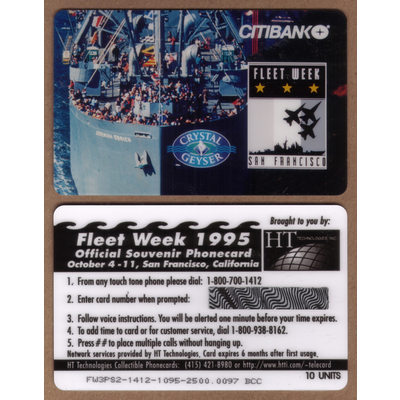 CITIBANK
FLEET WEEK
SAN FRANCISCO
CRYSTAL
GEYSER
Brought to you by:
Fleet Week 1995
Official Souvenir Phonecard
October 4 -11, San Francisco, California
HT
TECHNOLOGIES, INC.
1. From any touch tone phone please dial: 1-800-700-1412
2. Enter card number when prompted:
3. Follow voice instructions. You will be alerted one minute before your time expires.
4. To add time to card or for customer service, dial 1-800-938-8162.
5. Press ## to place multiple calls without hanging up.
Network services provided by HT Technologies, Card expires 6 months after first usage.
HT Technologies Collectible Phonecards: (415) 421-8980 or http://www.htti.com/~telecard
FW3PS2-1412-1095-2500.0097 BCC
10 UNITS